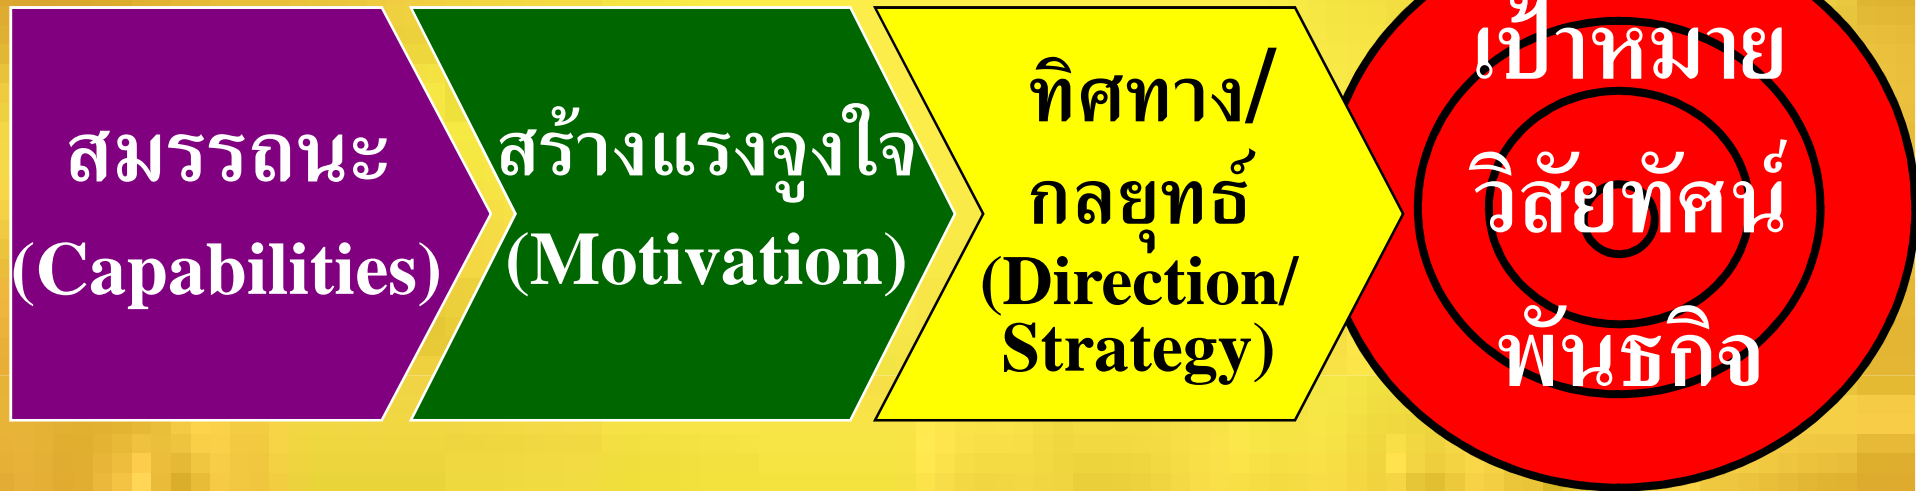 สมรรถนะ
(Capabilities)
สร้างแรงจูงใจ
(Motivation)
ทิศทาง/
กลยุทธ์
(Direction/
Strategy)
เป้าหมาย
วิสัยทัศน์
พันธกิจ